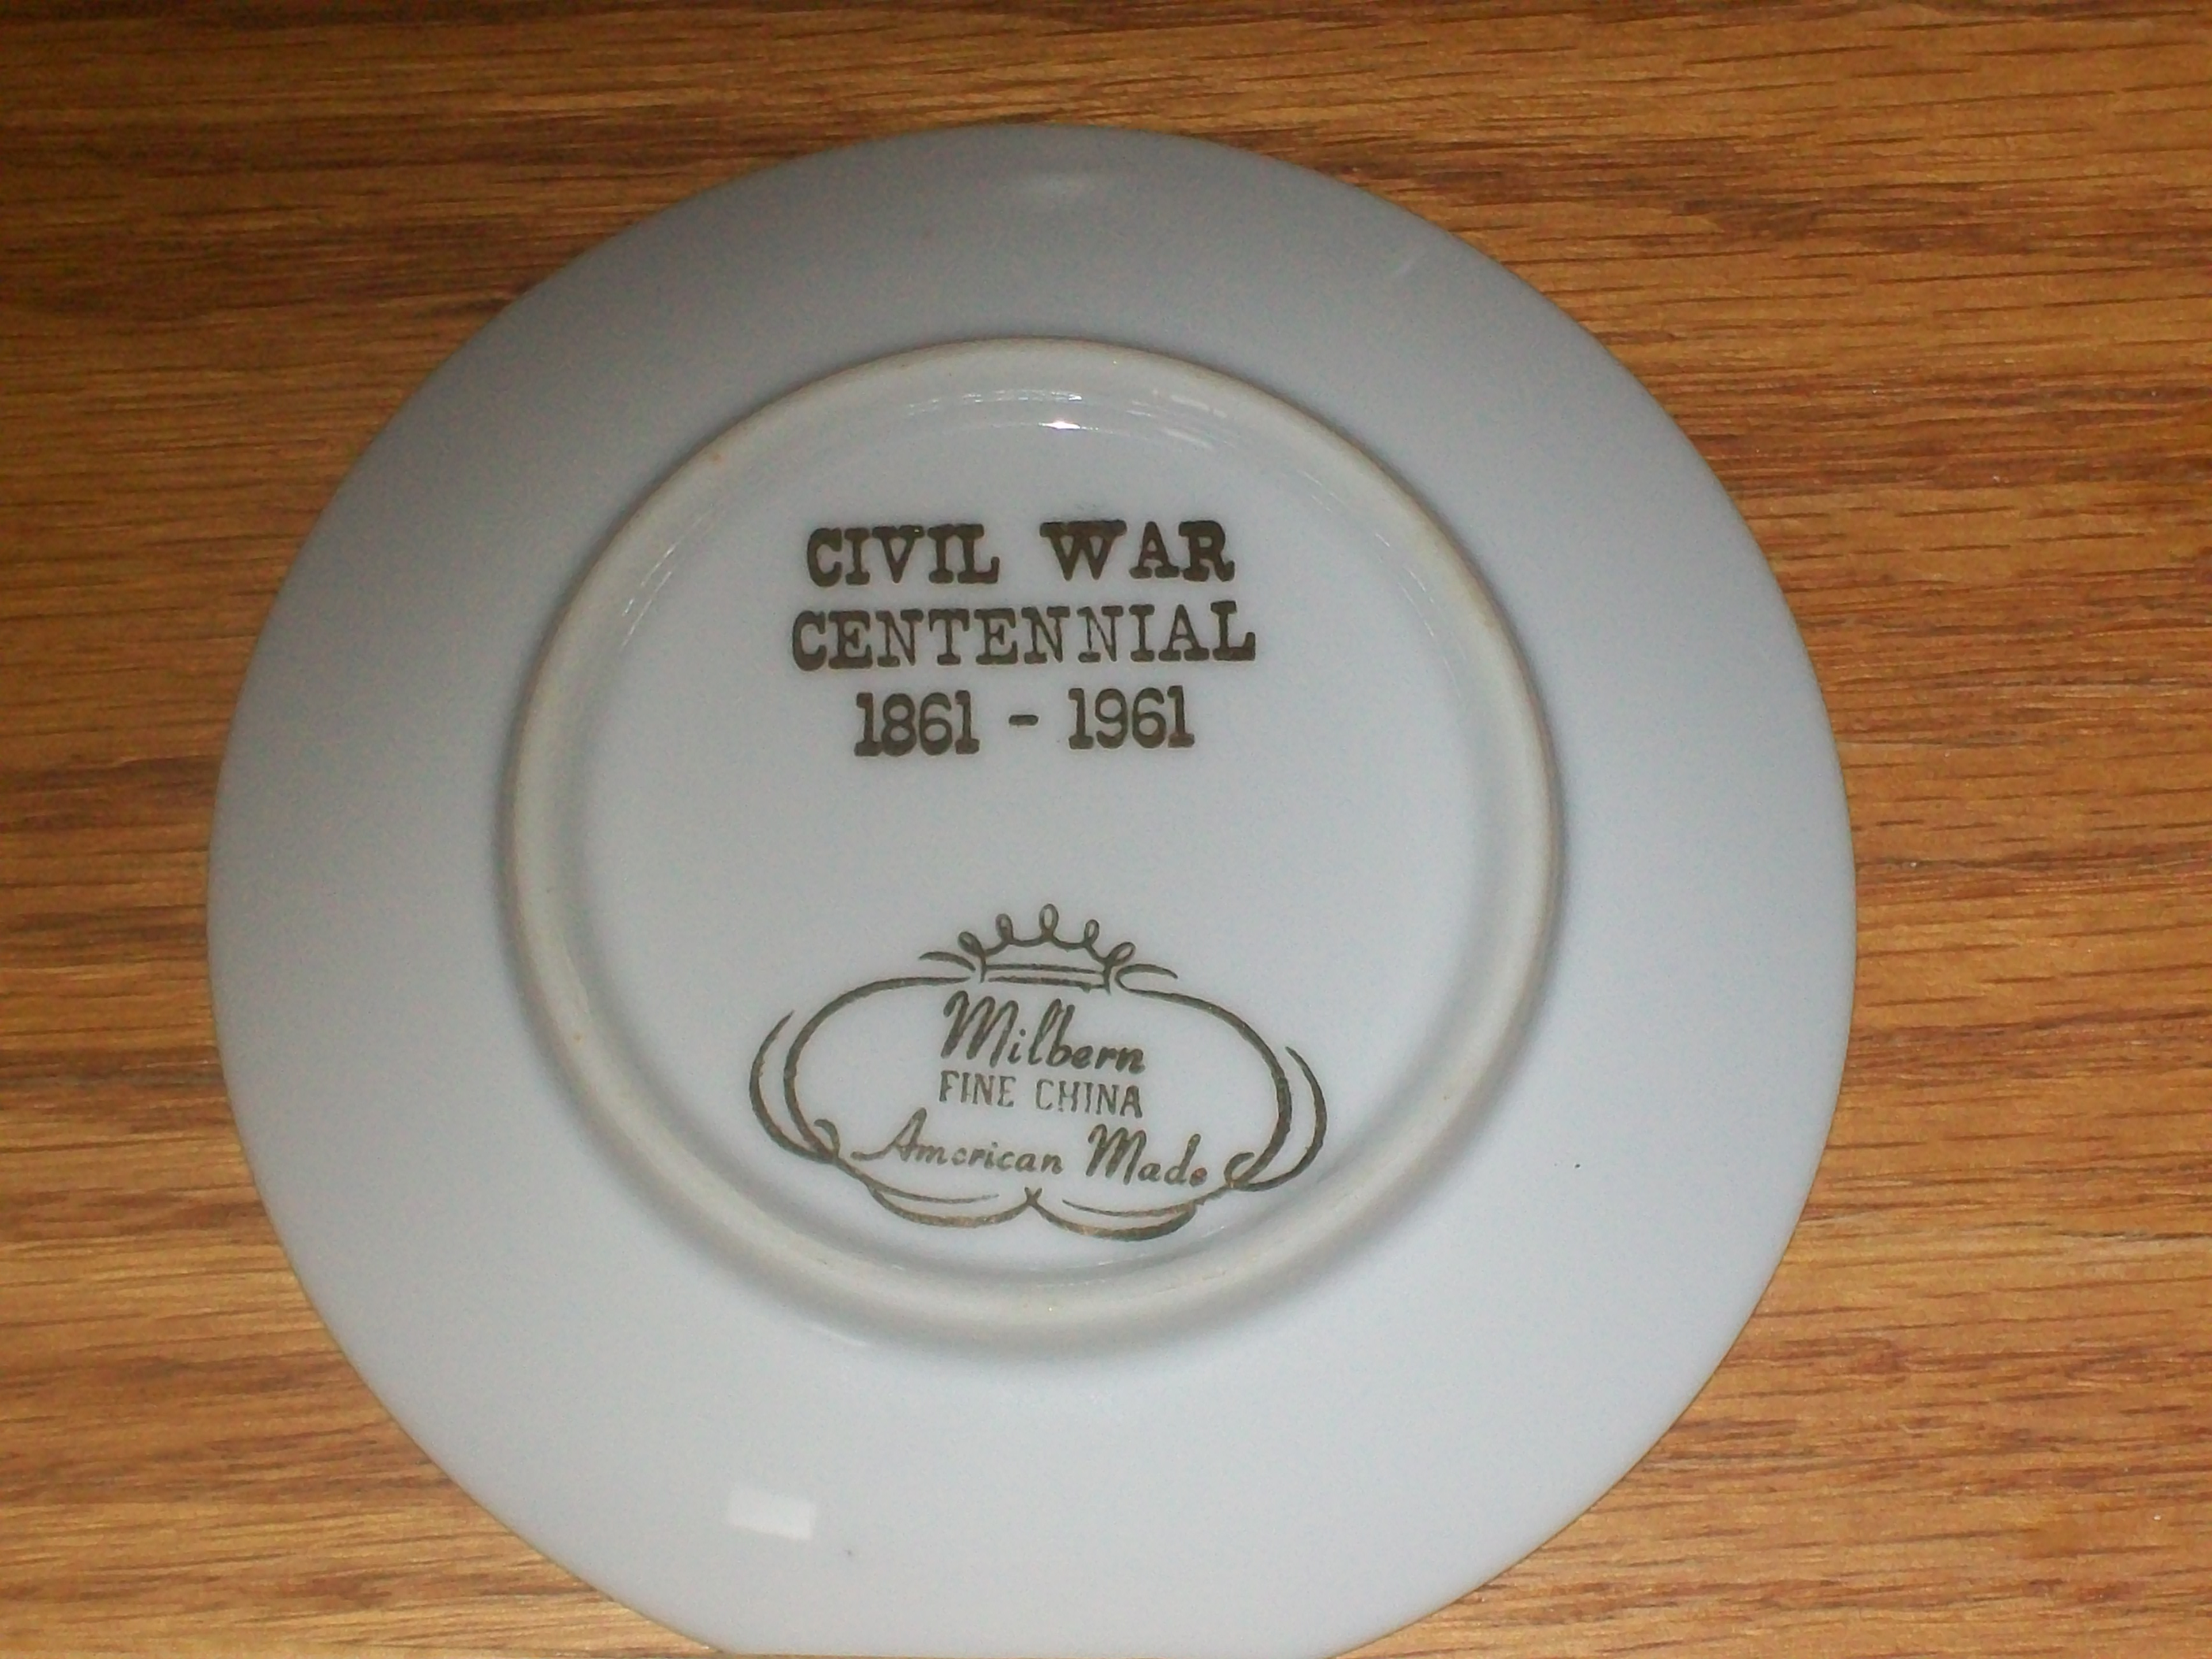 CIVIL WAR
CENTENNIAL
1861 - 1961
Milbern
FINE CHINA
American Made